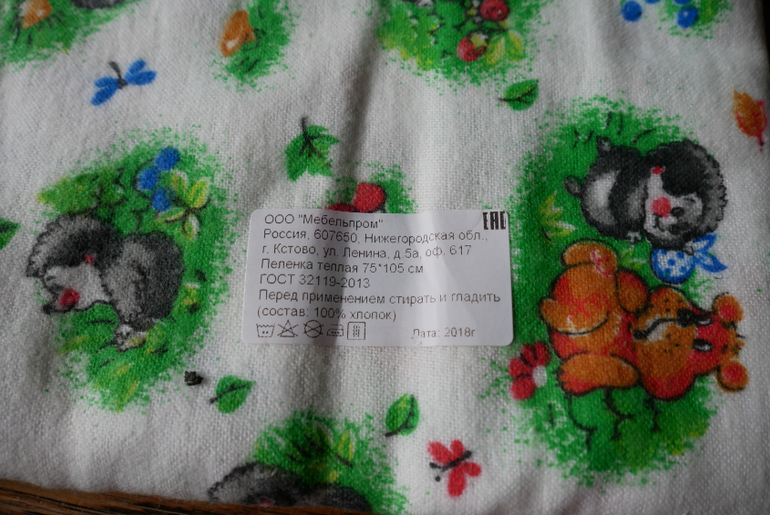 ООО "Мебельпром"
EAC
Россия, 607650, Нижегородская обл.,
г. Кстово, ул. Ленина, д.5а, оф. 617
Пеленка теплая 75*105 см
ГОСТ 32119-2013
Перед применением стирать и гладить
(состав: 100% хлопок)
Дата: 2018г